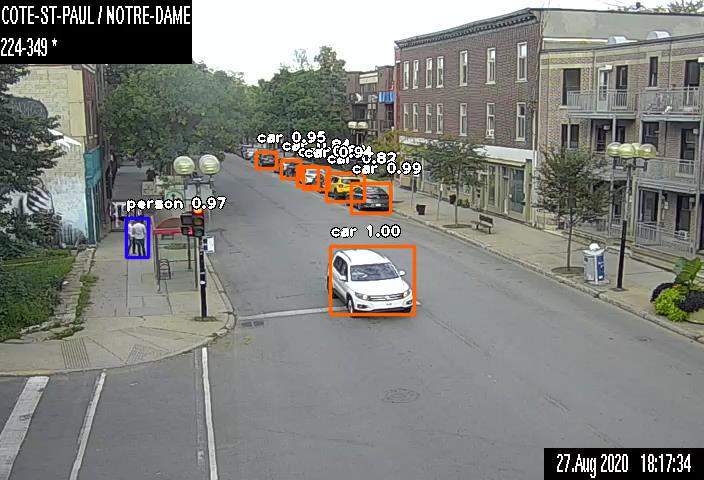 COTE-ST-PAUL / NOTRE-DAME
224-349 *
car 0.95
car 0.82
car 0.99
person 0.97
car 1.00
27.Aug 2020 18:17:34